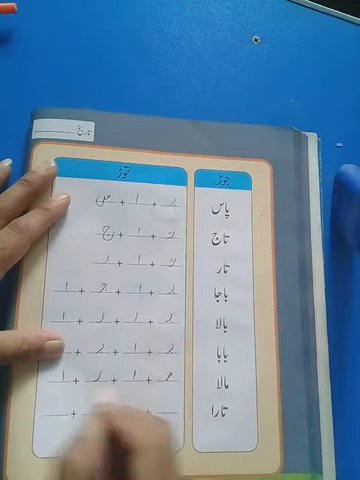 تاریخ
جوڑ توڑ
پاس پ + ا + س
تاج ت + ا + ج
تار ت + ا + ر
باجا ب + ا + ج + ا
بالا ب + ا + ل + ا
بابا ب + ا + ب +
مالا م + ا + ل + ا
تارا